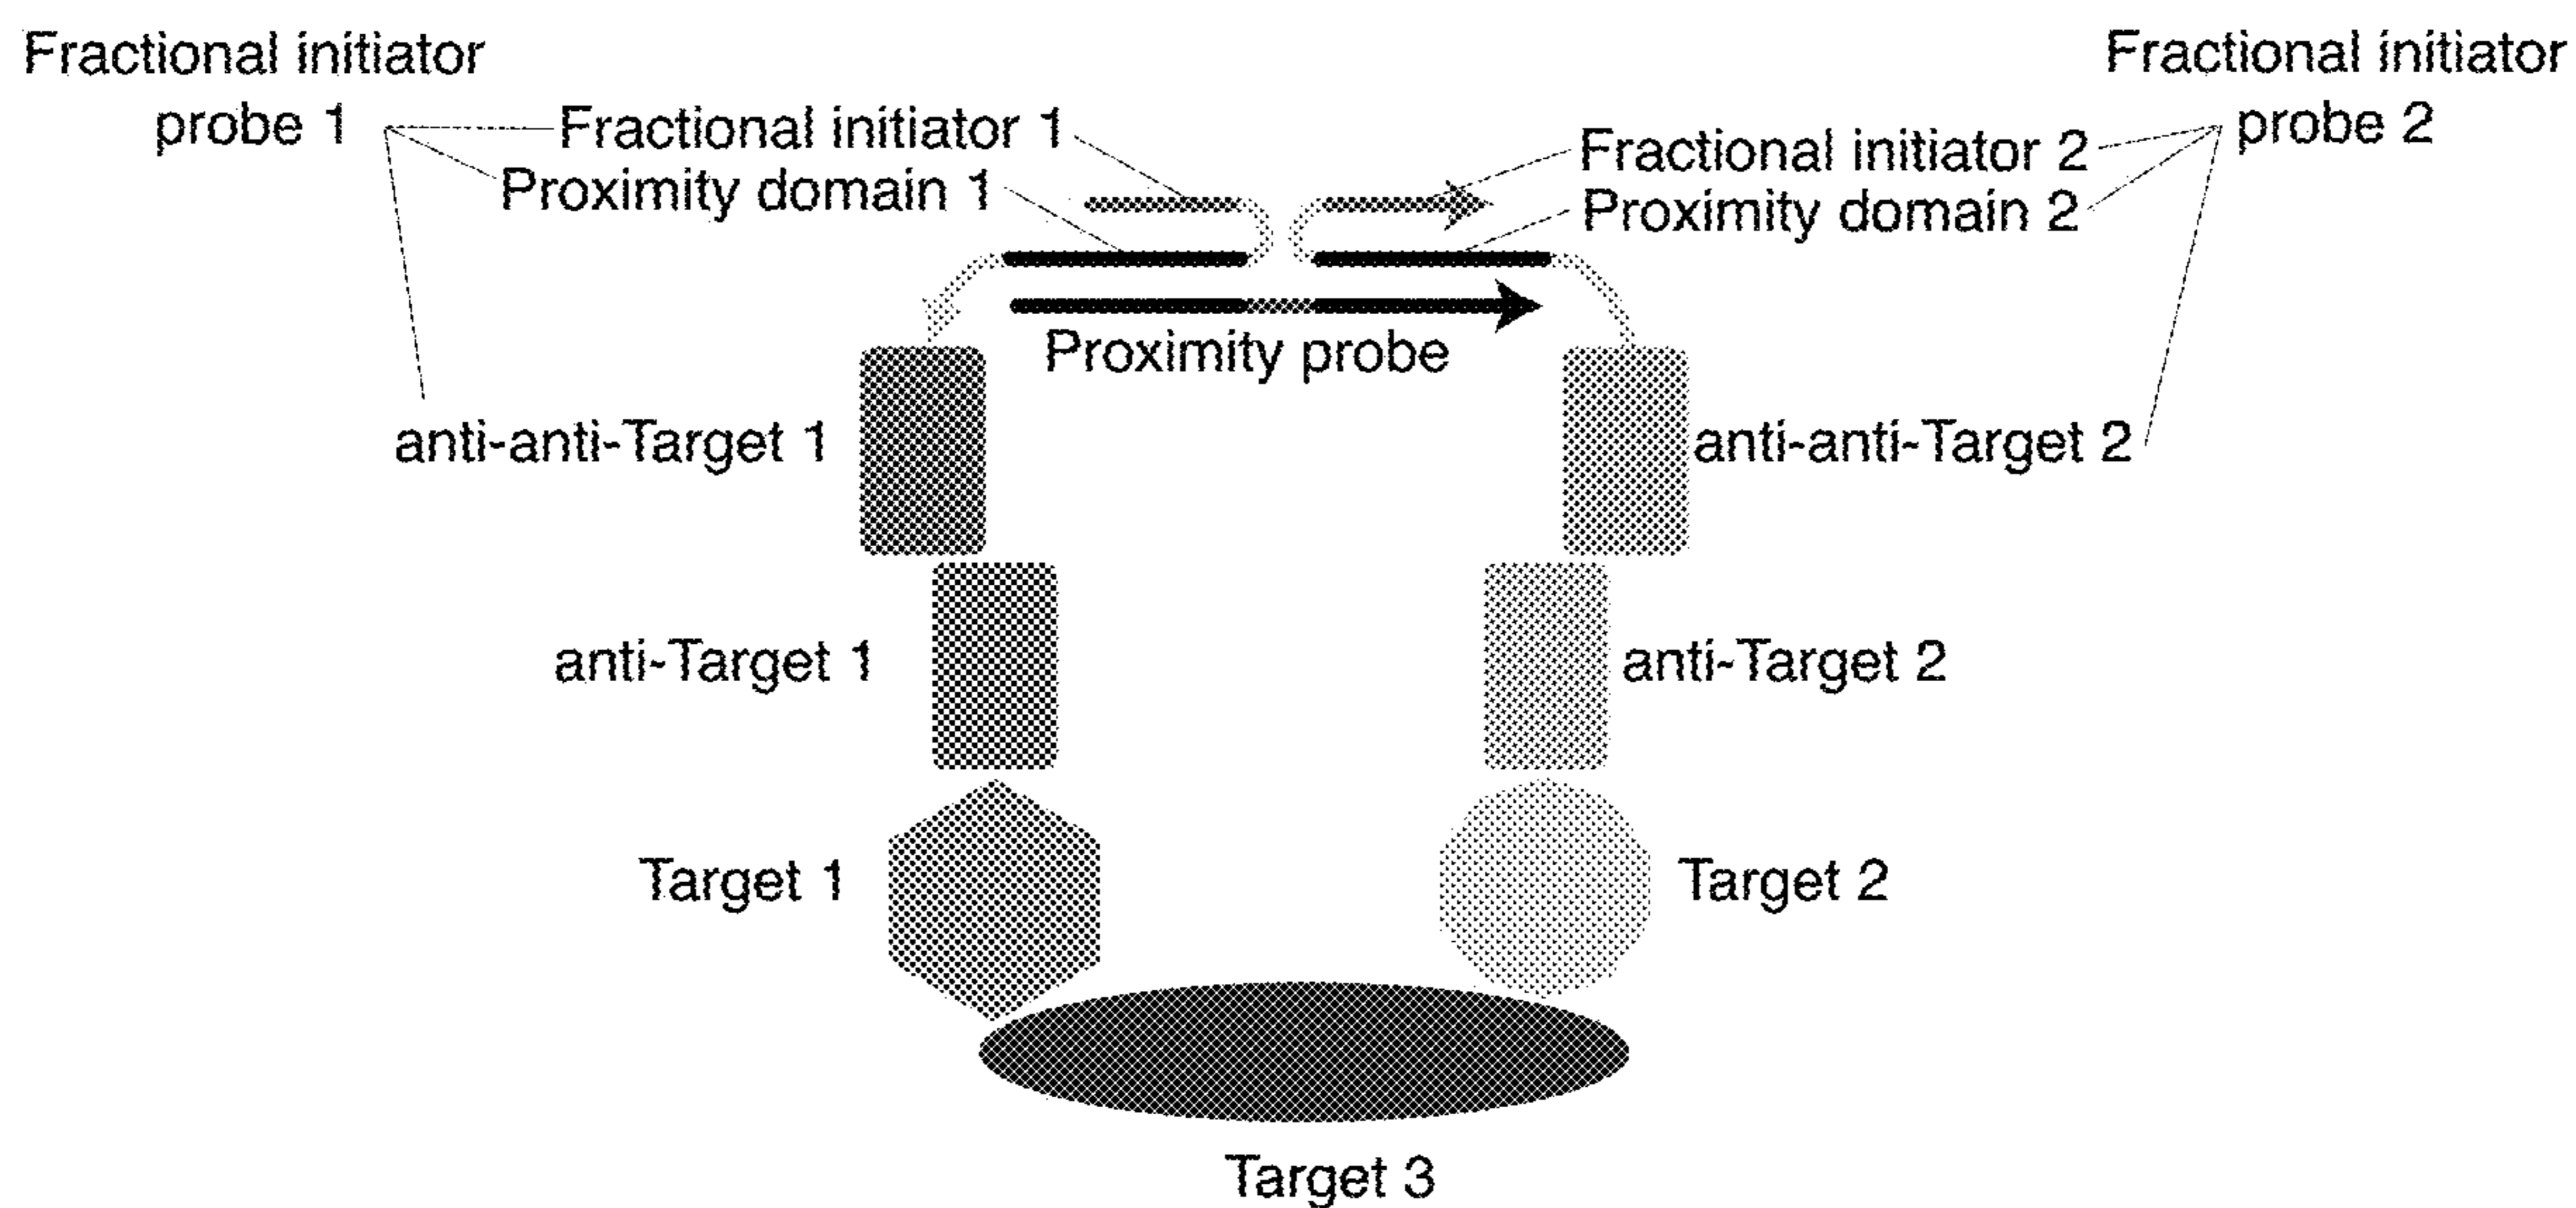 Fractional initiator
probe 1
Fractional initiator
probe 2
Fractional initiator 1
Proximity domain 1
Fractional initiator 2
Proximity domain 2
Proximity probe
anti-anti-Target 1
anti-anti-Target 2
anti-Target 1
anti-Target 2
Target 1
Target 2
Target 3